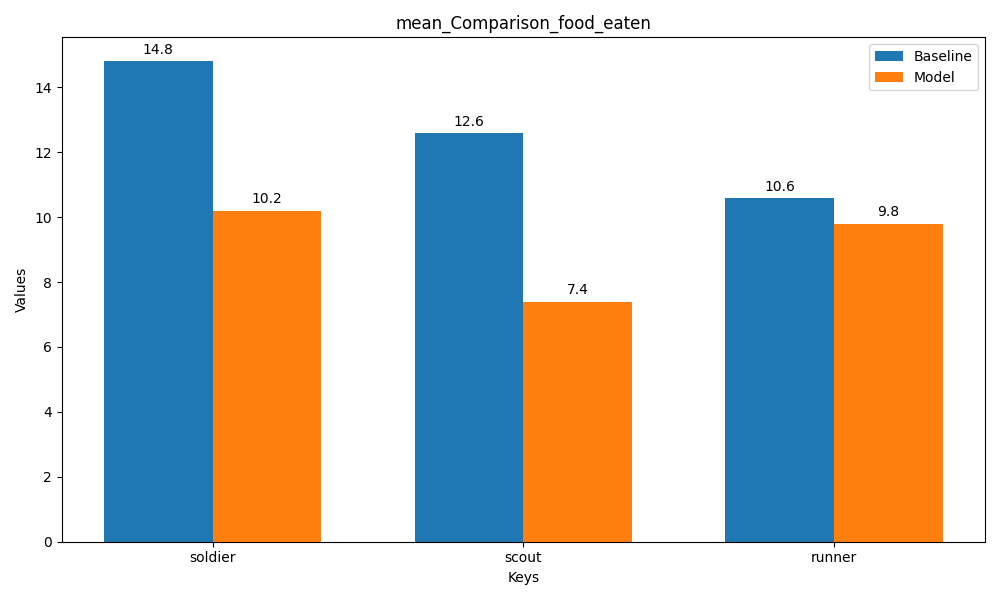 mean_Comparison_food_eaten
Baseline
Model
14.8
10.2
12.6
7.4
10.6
9.8
Values
14
12
10
8
6
4
2
0
soldier
scout
runner
Keys